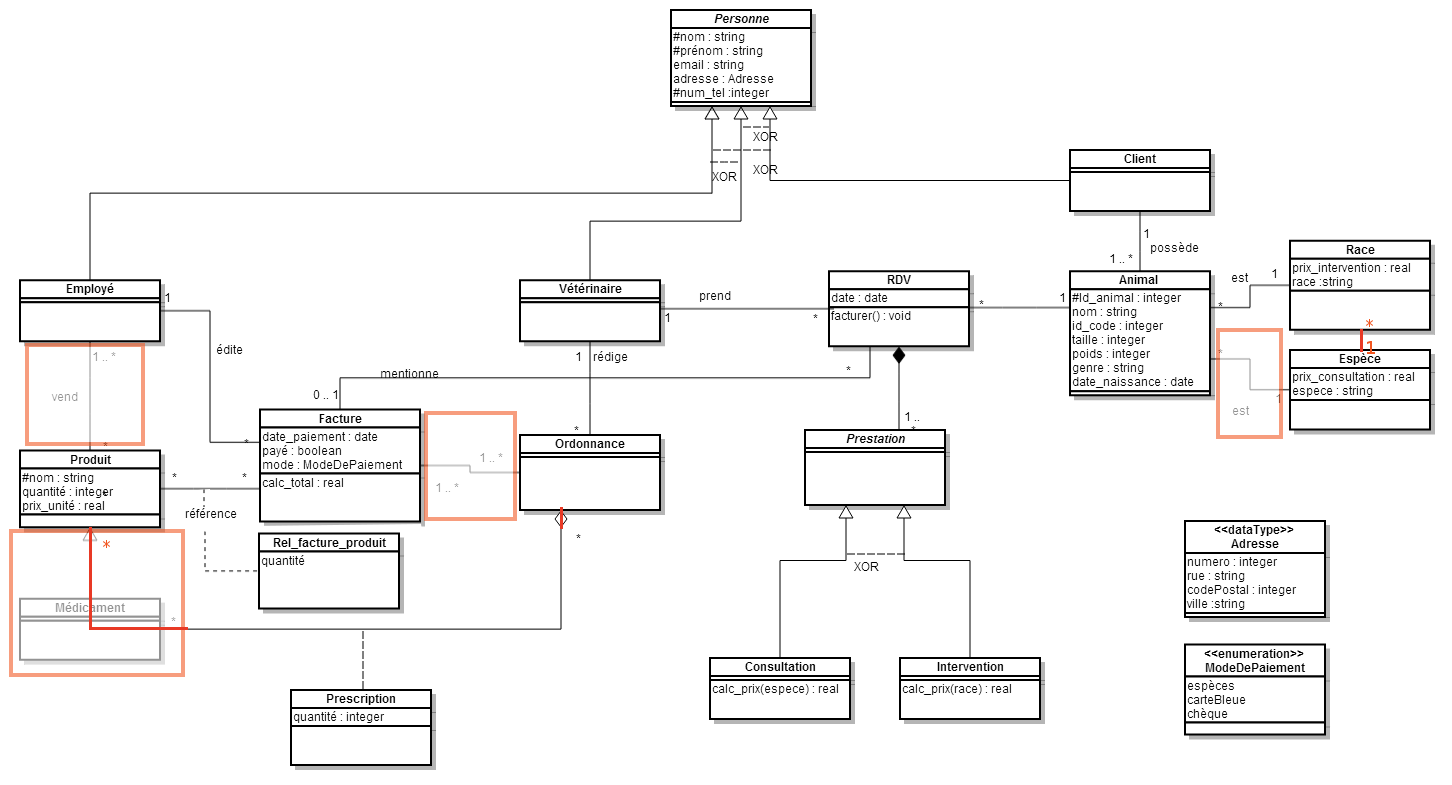 Personne
#nom : string
#prénom : string
email : string
adresse : Adresse
#num_tel :integer
XOR
XOR
XOR
Client
1
possède
1 .. *
Employé
1
édite
*
Vétérinaire
1
prend
*
RDV
date : date
facturer() : void
*
1
Animal
#Id_animal : integer
nom : string
id_code : integer
taille : integer
poids : integer
genre : string
date_naissance : date
*
est
1
Race
prix_intervention : real
race :string
*
1
*
est
1
Espèce
prix_consultation : real
espece : string
1 .. *
vend
*
1
rédige
*
mentionne
*
0 .. 1
Facture
date_paiement : date
payé : boolean
mode : ModeDePaiement
calc_total : real
1 .. *
1 .. *
Ordonnance
1 ..
*
Prestation
Produit
#nom : string
quantité : integer
prix_unité : real
*
*
référence
Rel_facture_produit
quantité
*
Médicament
*
*
Prescription
quantité : integer
XOR
Consultation
calc_prix(espece) : real
Intervention
calc_prix(race) : real
<<dataType>>
Adresse
numero : integer
rue : string
codePostal : integer
ville :string
<<enumeration>>
ModeDePaiement
espèces
carteBleue
chèque